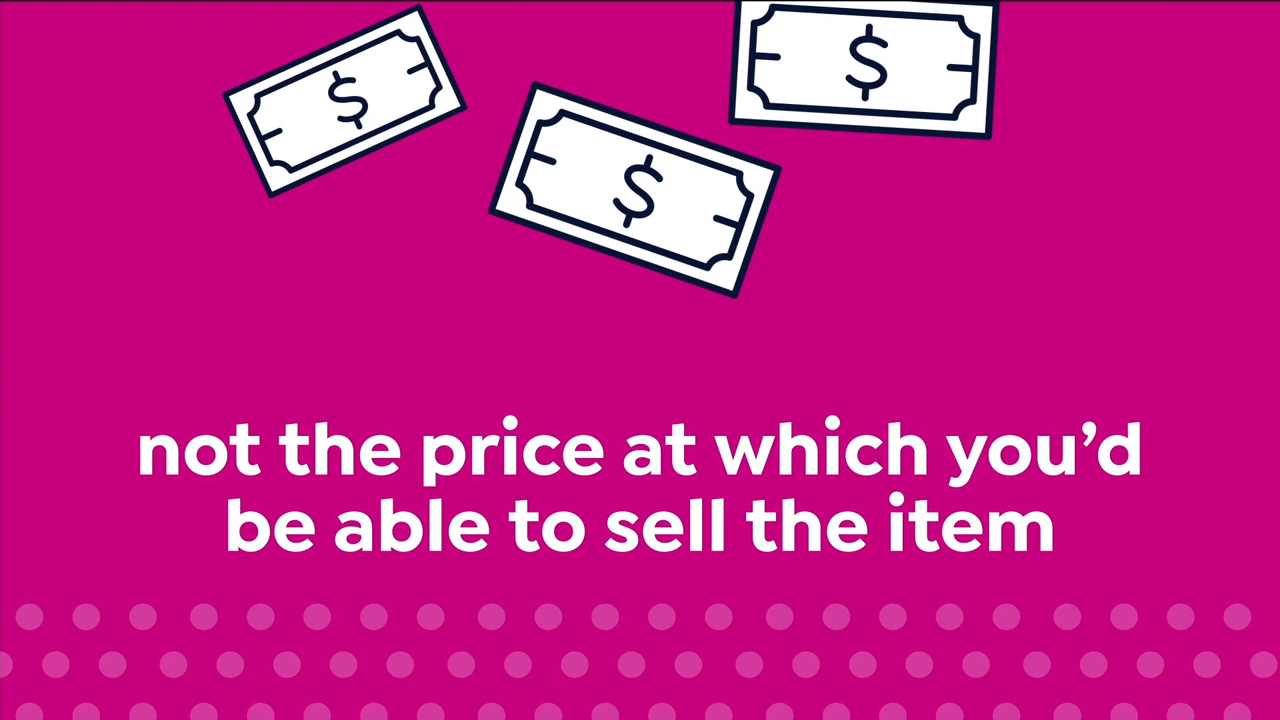 $
$
$
not the price at which you’d
be able to sell the item